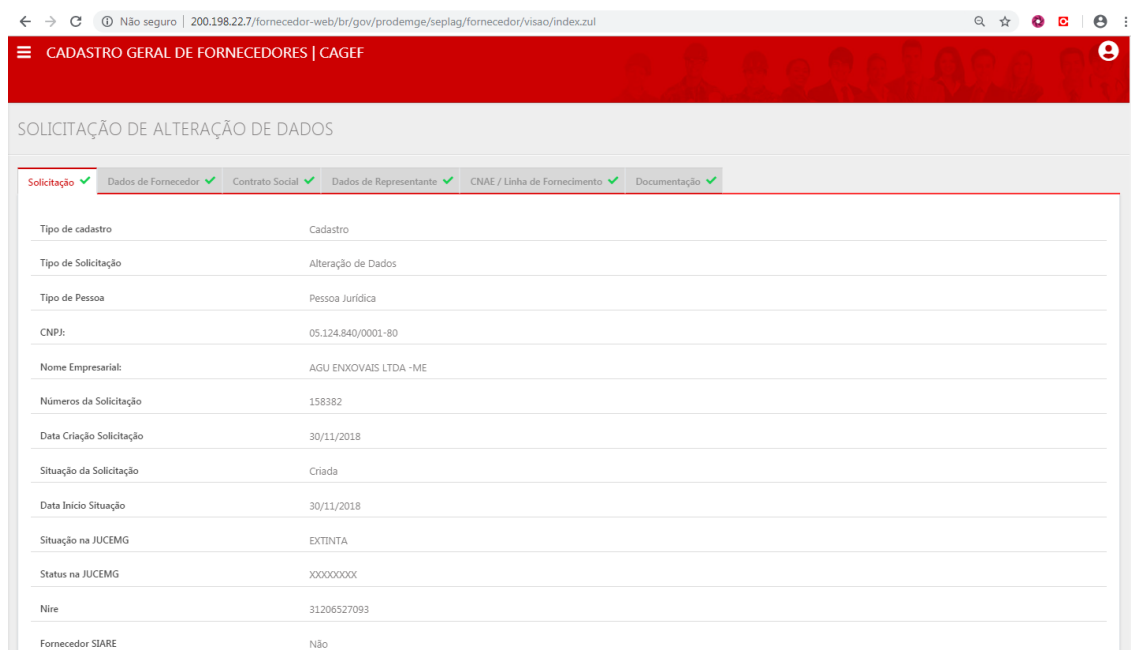 Não seguro | 200.198.22.7/fornecedor-web/br/gov/prodemge/seplag/fornecedor/visao/index.zul
CADASTRO GERAL DE FORNECEDORES | CAGEF
SOLICITAÇÃO DE ALTERAÇÃO DE DADOS
Solicitação Dados de Fornecedor Contrato Social Dados de Representante CNAE / Linha de Fornecimento Documentação
Tipo de cadastro Cadastro
Tipo de Solicitação Alteração de Dados
Tipo de Pessoa Pessoa Jurídica
CNPJ: 05.124.840/0001-80
Nome Empresarial: AGU ENXOVAIS LTDA -ME
Números da Solicitação 158382
Data Criação Solicitação 30/11/2018
Situação da Solicitação Criada
Data Início Situação 30/11/2018
Situação na JUCEMG EXTINTA
Status na JUCEMG XXXXXXXX
Nire 31206527093
Fornecedor SIARE Não